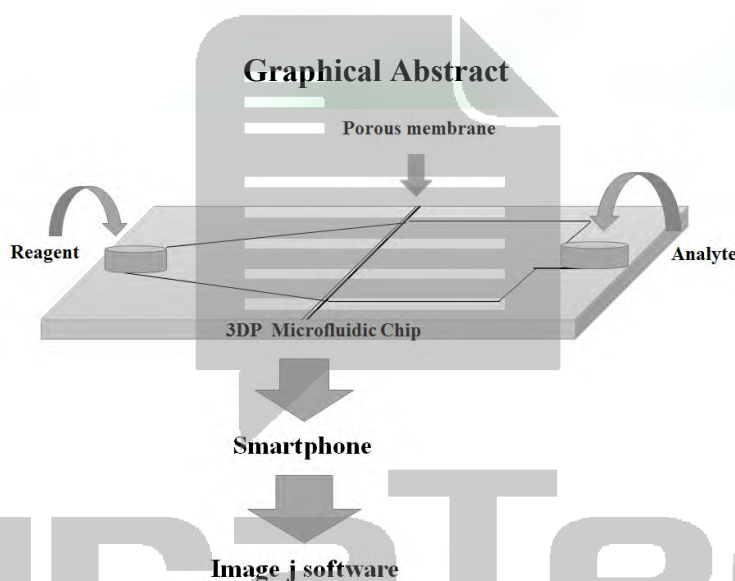 Graphical Abstract
Porous membrane
Reagent
Analyte
3DP Microfluidic Chip
Smartphone
Image j software